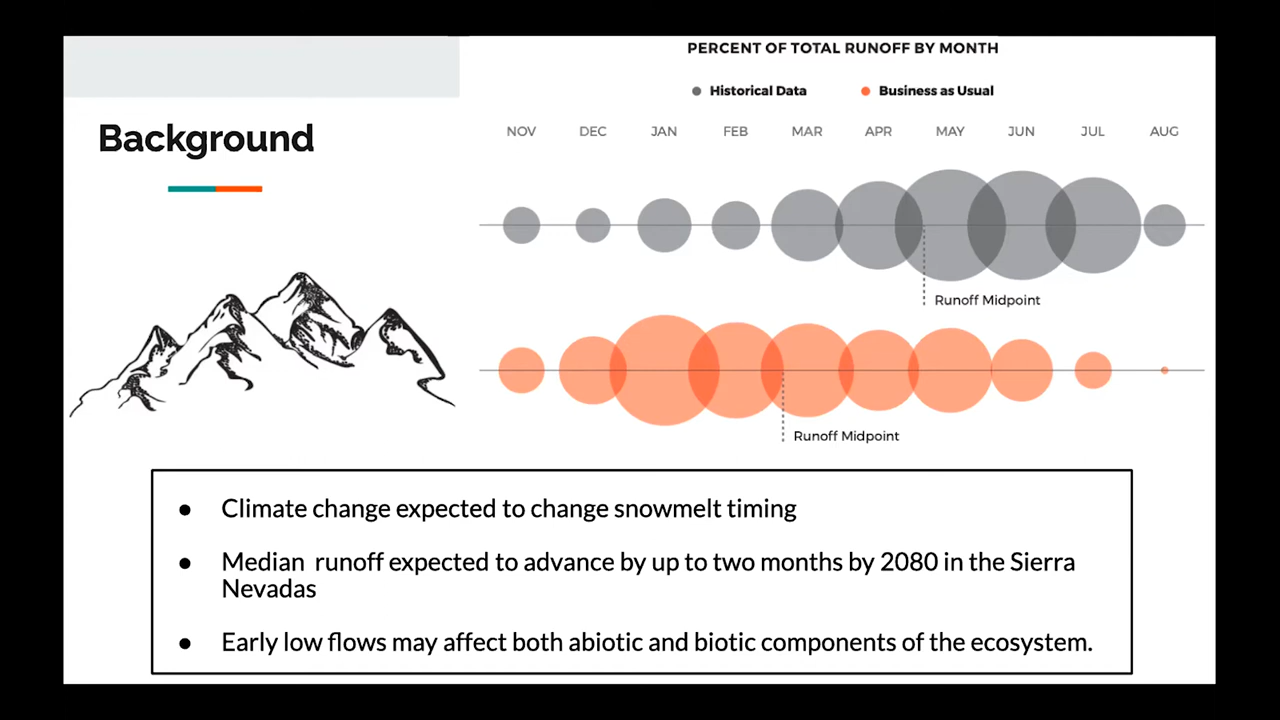 PERCENT OF TOTAL RUNOFF BY MONTH
Historical Data
Business as Usual
Background
NOV DEC JAN FEB MAR APR MAY JUN JUL AUG
Runoff Midpoint
Runoff Midpoint
● Climate change expected to change snowmelt timing
● Median runoff expected to advance by up to two months by 2080 in the Sierra
Nevadas
● Early low flows may affect both abiotic and biotic components of the ecosystem.